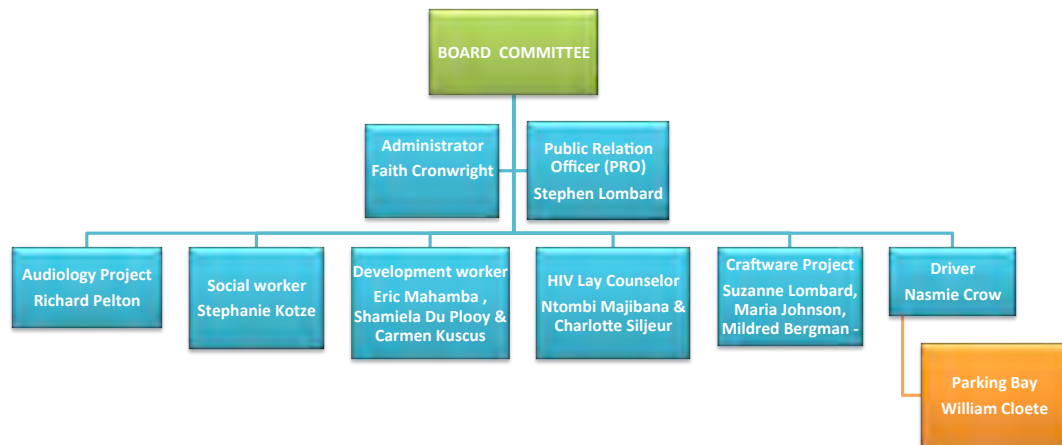 BOARD  COMMITTEE
Administrator
Faith Cronwright
Public Relation
Officer (PRO)
Stephen Lombard
Audiology Project
Richard Pelton
Social worker
Stephanie Kotze
Development worker
Eric Mahamba ,
Shamiela Du Plooy &
Carmen Kuscus
HIV Lay Counselor
Ntombi Majibana &
Charlotte Siljeur
Craftware Project
Suzanne Lombard,
Maria Johnson,
Mildred Bergman -
Driver
Nasmie Crow
Parking Bay
William Cloete